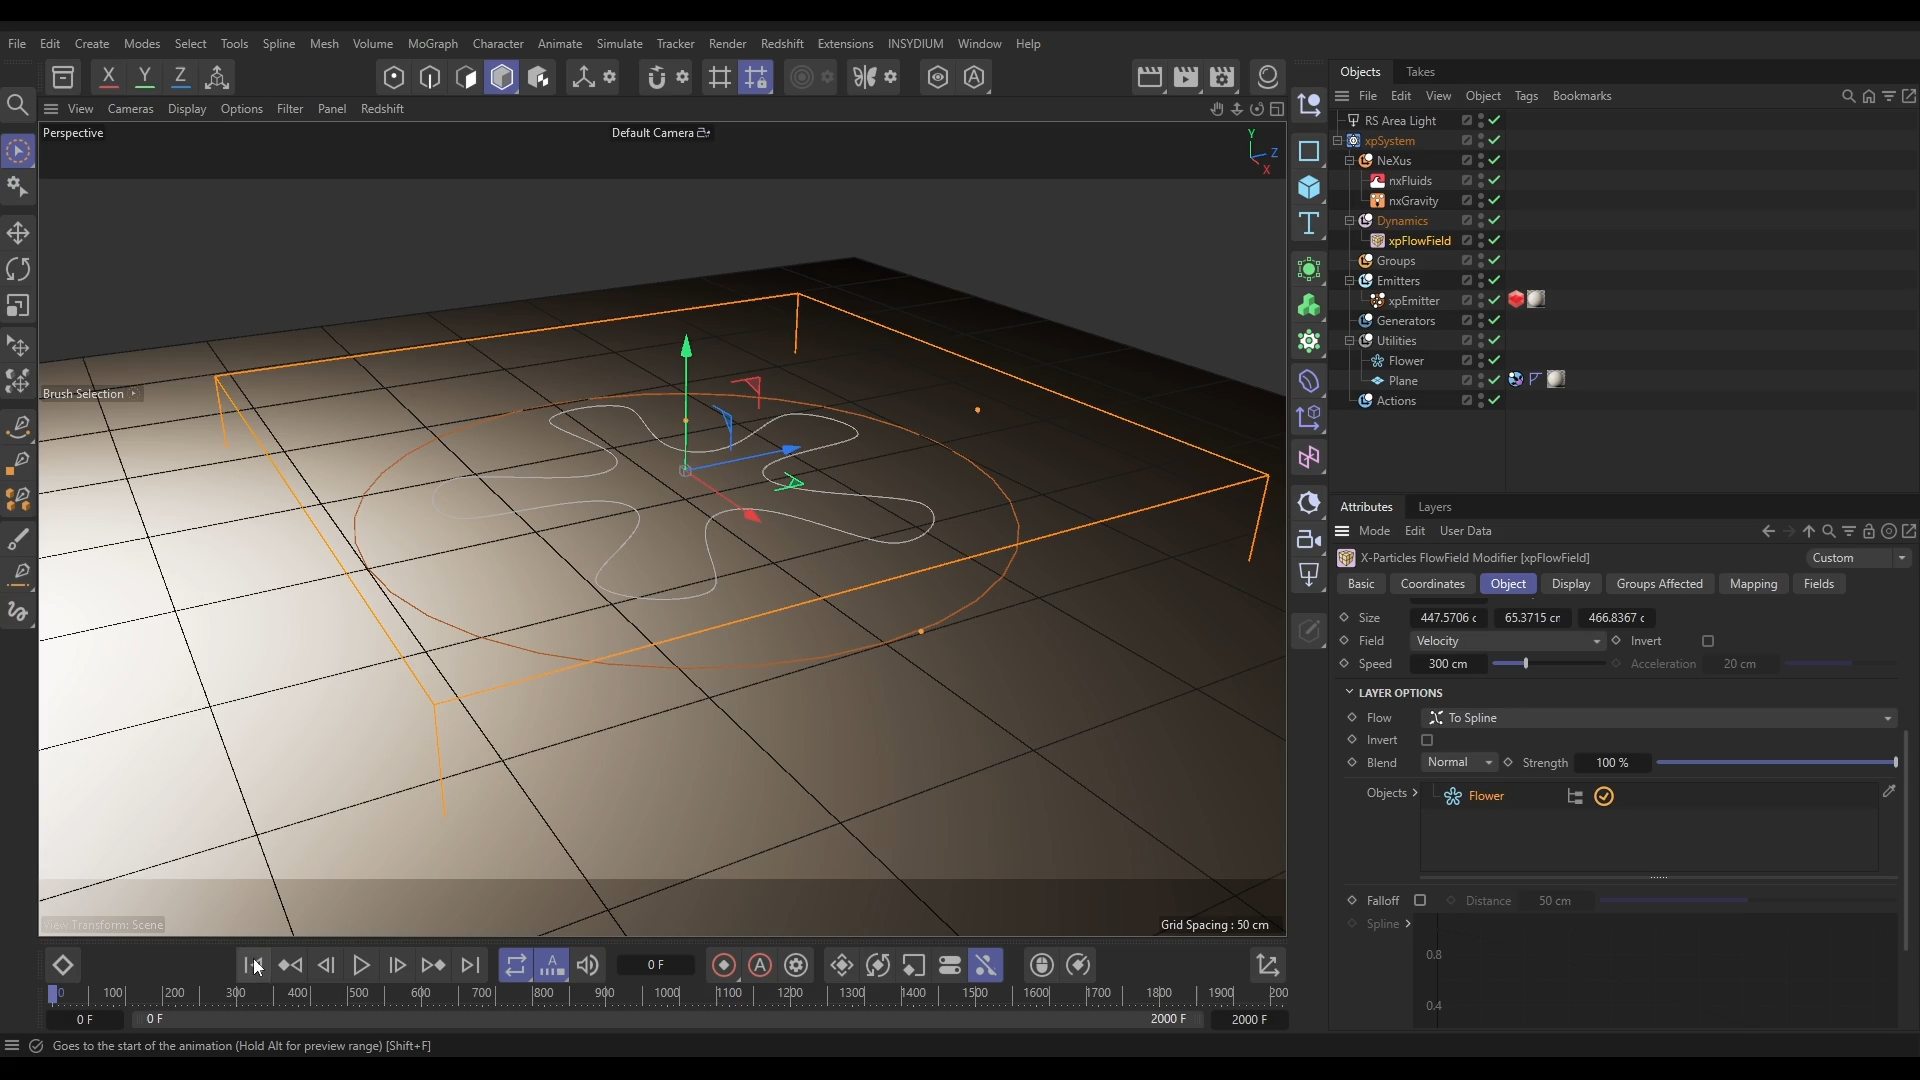 File Edit Create Modes Select Tools Spline Mesh Volume MoGraph Character Animate Simulate Tracker Render Redshift Extensions INSYDIUM Window Help
X Y Z
View Cameras Display Options Filter Panel Redshift
Perspective
Default Camera
Y
Z
X
Brush Selection
View Transform: Scene
Grid Spacing : 50 cm
0 F
0 100 200 300 400 500 600 700 800 900 1000 1100 1200 1300 1400 1500 1600 1700 1800 1900 200
0 F 0 F 2000 F 2000 F
Goes to the start of the animation (Hold Alt for preview range) [Shift+F]
Objects Takes
File Edit View Object Tags Bookmarks
RS Area Light
xpSystem
NeXus
nxFluids
nxGravity
Dynamics
xpFlowField
Groups
Emitters
xpEmitter
Generators
Utilities
Flower
Plane
Actions
Attributes Layers
Mode Edit User Data
X-Particles FlowField Modifier [xpFlowField] Custom
Basic Coordinates Object Display Groups Affected Mapping Fields
Size 447.5706 c 65.3715 cm 466.8367 c
Field Velocity Invert
Speed 300 cm Acceleration 20 cm
LAYER OPTIONS
Flow To Spline
Invert
Blend Normal Strength 100 %
Objects Flower
Falloff Distance 50 cm
Spline
0.8
0.4